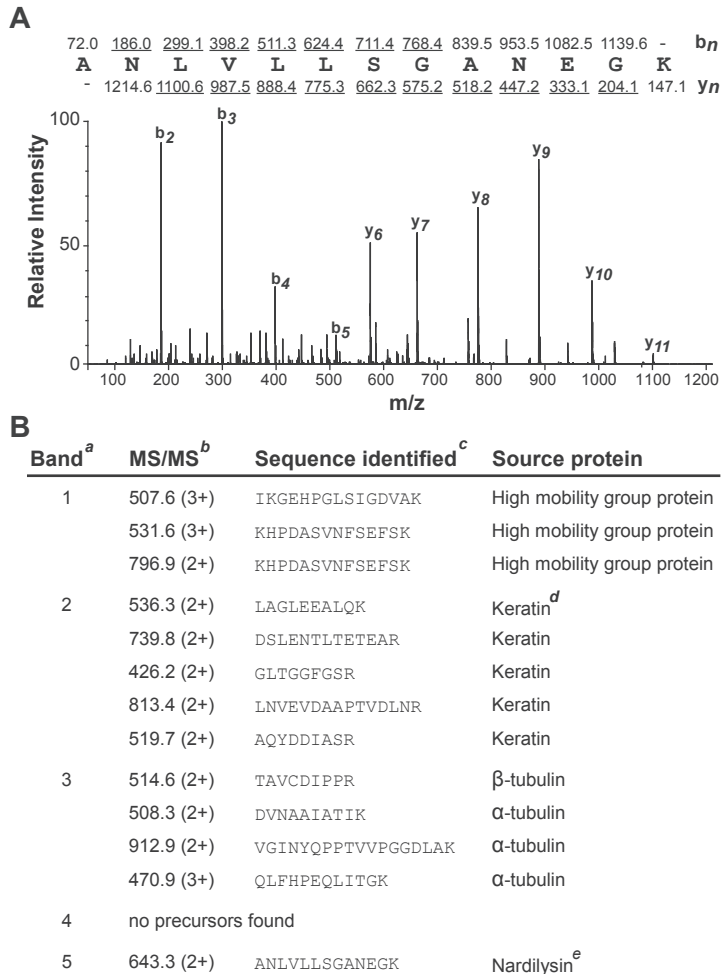 A
72.0 186.0 299.1 398.2 511.3 624.4 711.4 768.4 839.5 953.5 1082.5 1139.6 - bn
A N L V L L S G A N E G K
- 1214.6 1100.6 987.5 888.4 775.3 662.3 575.2 518.2 447.2 333.1 204.1 147.1 yn
Relative Intensity
100
50
0
b2
b3
b4
b5
y6
y7
y8
y9
y10
y11
100 200 300 400 500 600 700 800 900 1000 1100 1200
m/z
B
Band a MS/MS b Sequence identified c Source protein
1 507.6 (3+) IKGEHPGLSIGDVAK High mobility group protein
531.6 (3+) KHPDASVNFSEFSK High mobility group protein
796.9 (2+) KHPDASVNFSEFSK High mobility group protein
2 536.3 (2+) LAGLEEALQK Keratin d
739.8 (2+) DSLENTLTETEAR Keratin
426.2 (2+) GLTGGFGSR Keratin
813.4 (2+) LNVEVDAAPTVDLNR Keratin
519.7 (2+) AQYDDIASR Keratin
3 514.6 (2+) TAVCDIPPR β-tubulin
508.3 (2+) DVNAAIATIK α-tubulin
912.9 (2+) VGINYQPPTVVPGGDLAK α-tubulin
470.9 (3+) QLFHPEQLITGK α-tubulin
4 no precursors found
5 643.3 (2+) ANLVLLSGANEGK Nardilysin e